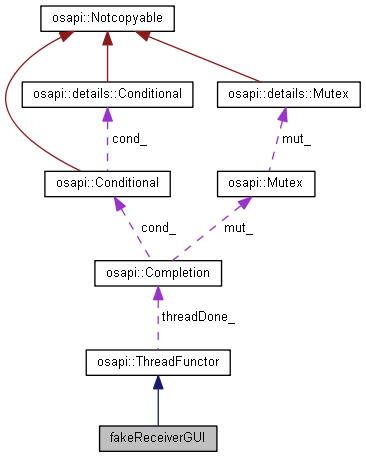 osapi::Notcopyable
osapi::details::Conditional
osapi::details::Mutex
cond_
mut_
osapi::Conditional
osapi::Mutex
cond_
mut_
osapi::Completion
threadDone_
osapi::ThreadFunctor
fakeReceiverGUI